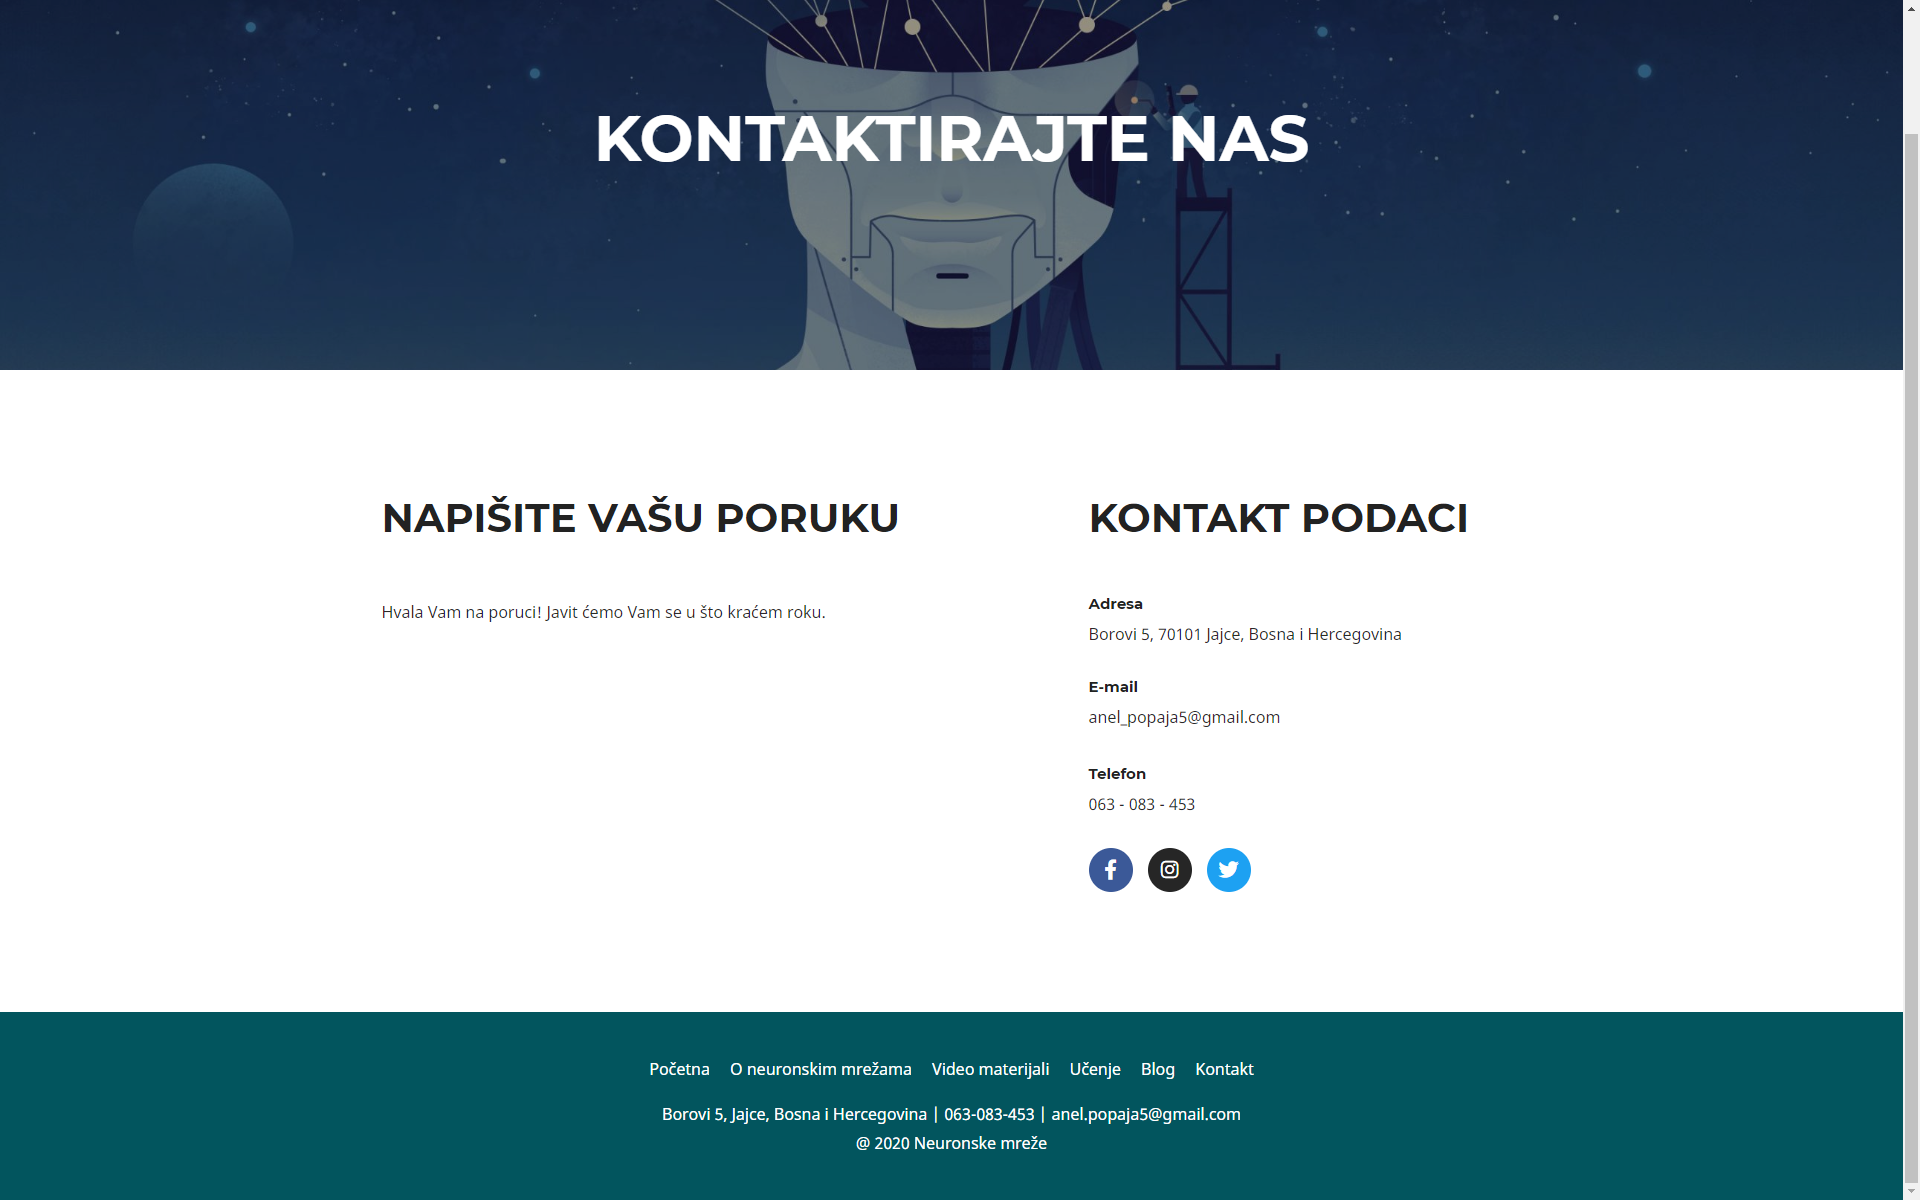 KONTAKTIRAJTE NAS
NAPIŠITE VAŠU PORUKU
Hvala Vam na poruci! Javit ćemo Vam se u što kraćem roku.
KONTAKT PODACI
Adresa
Borovi 5, 70101 Jajce, Bosna i Hercegovina
E-mail
anel_popaja5@gmail.com
Telefon
063 - 083 - 453
Početna O neuronskim mrežama Video materijali Učenje Blog Kontakt
Borovi 5, Jajce, Bosna i Hercegovina | 063-083-453 | anel.popaja5@gmail.com
@ 2020 Neuronske mreže